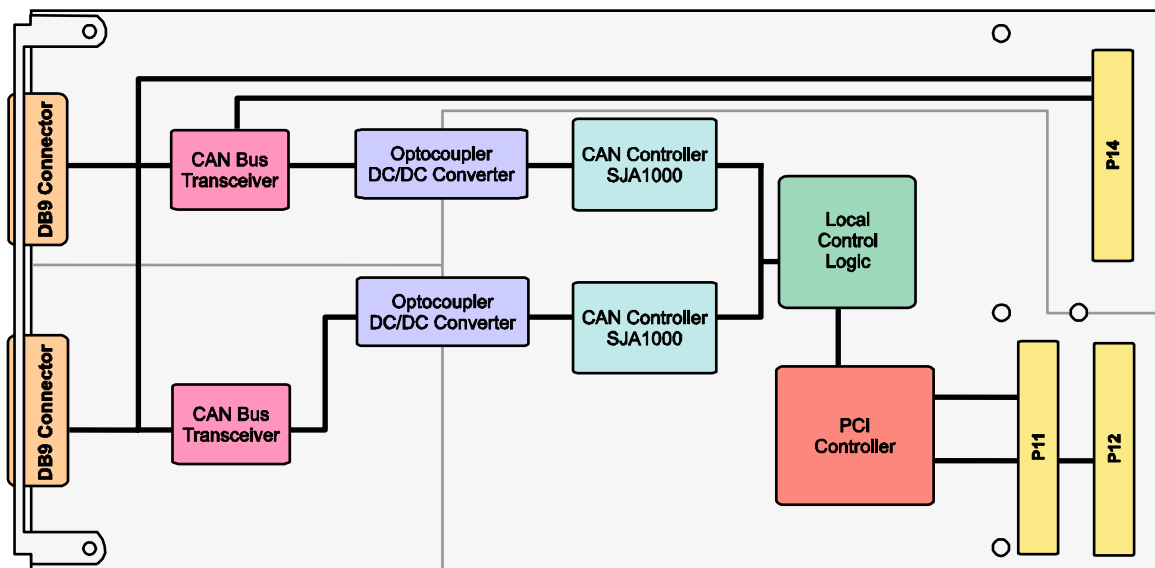 DB9 Connector
CAN Bus
Transceiver
Optocoupler
DC/DC Converter
CAN Controller
SJA1000
Local
Control
Logic
P14
DB9 Connector
CAN Bus
Transceiver
Optocoupler
DC/DC Converter
CAN Controller
SJA1000
PCI
Controller
P11
P12